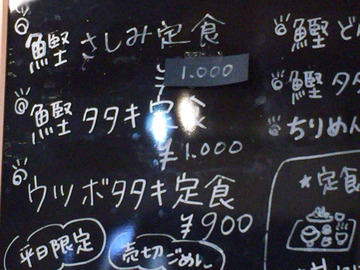 鰹さしみ定食
1.000
鰹タタキ定食
¥1.000
ウツボタタキ定食
¥900
平日限定
売切ごめん
鰹ど
鰹タタ
ちりめん
★定食